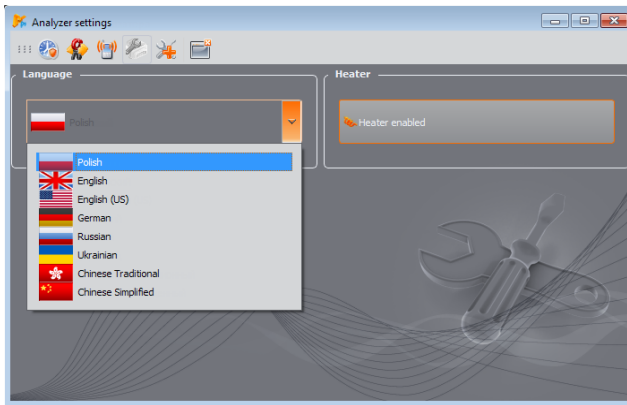 Analyzer settings
Language
Heater
Polish
Heater enabled
Polish
English
English (US)
German
Russian
Ukrainian
Chinese Traditional
Chinese Simplified